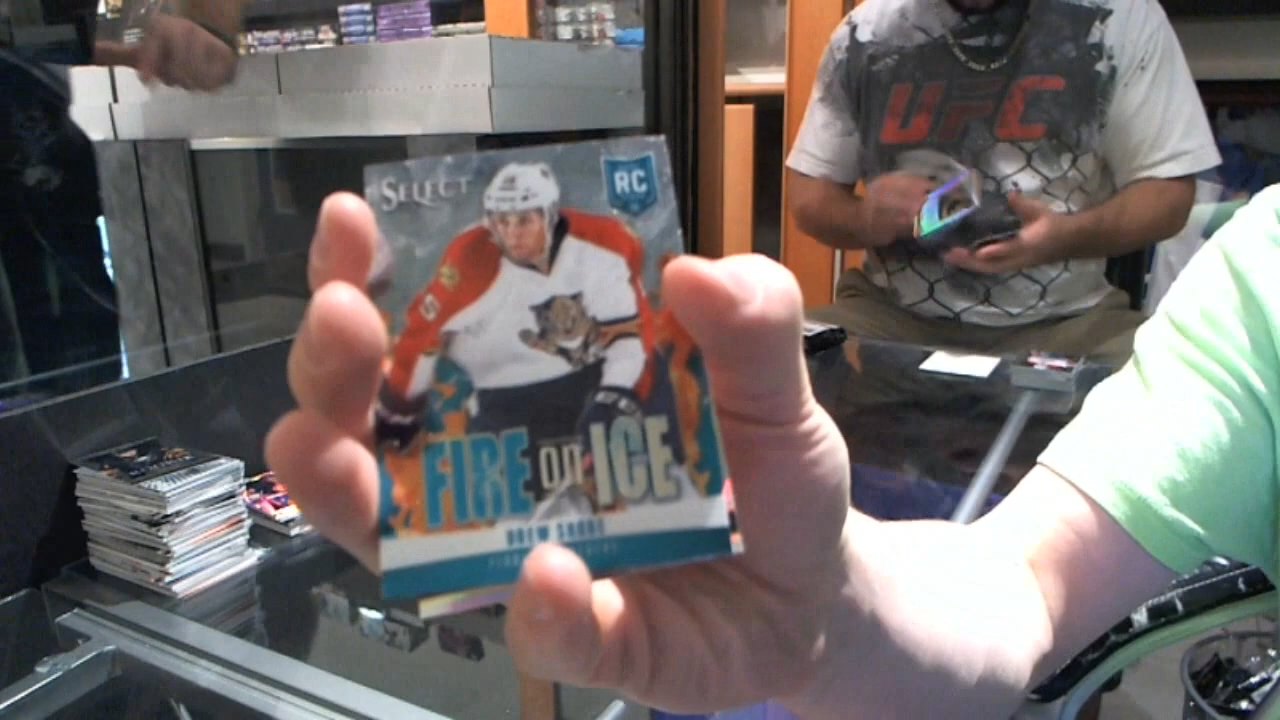 UFC
SELECT
RC
FIRE on ICE
DREW SHORE